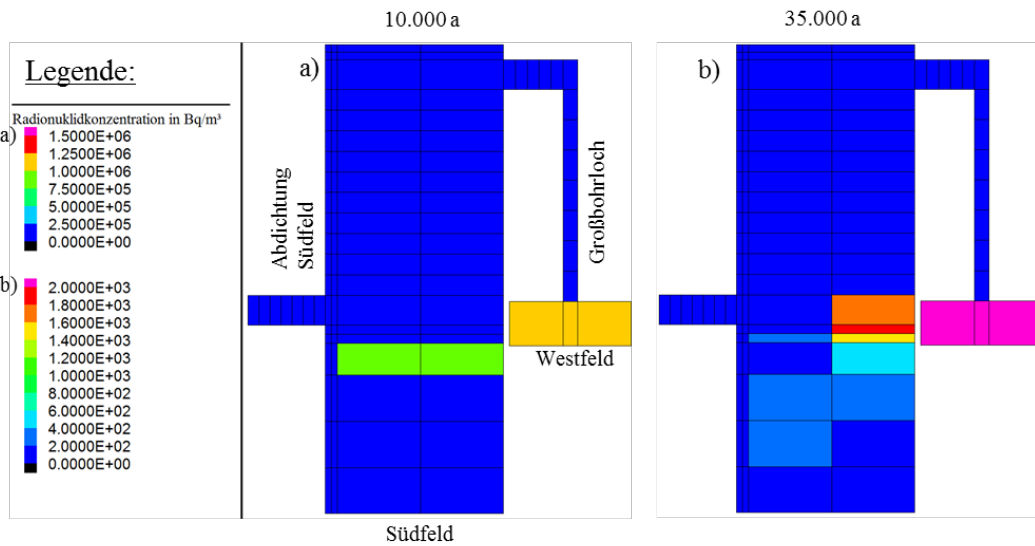 10.000 a
35.000 a
Legende:
Radionuklidkonzentration in Bq/m³
a)
1.5000E+06
1.2500E+06
1.0000E+06
7.5000E+05
5.0000E+05
2.5000E+05
0.0000E+00
b)
2.0000E+03
1.8000E+03
1.6000E+03
1.4000E+03
1.2000E+03
1.0000E+03
8.0000E+02
6.0000E+02
4.0000E+02
2.0000E+02
0.0000E+00
a)
Abdichtung
Südfeld
Großbohrloch
Westfeld
Südfeld
b)